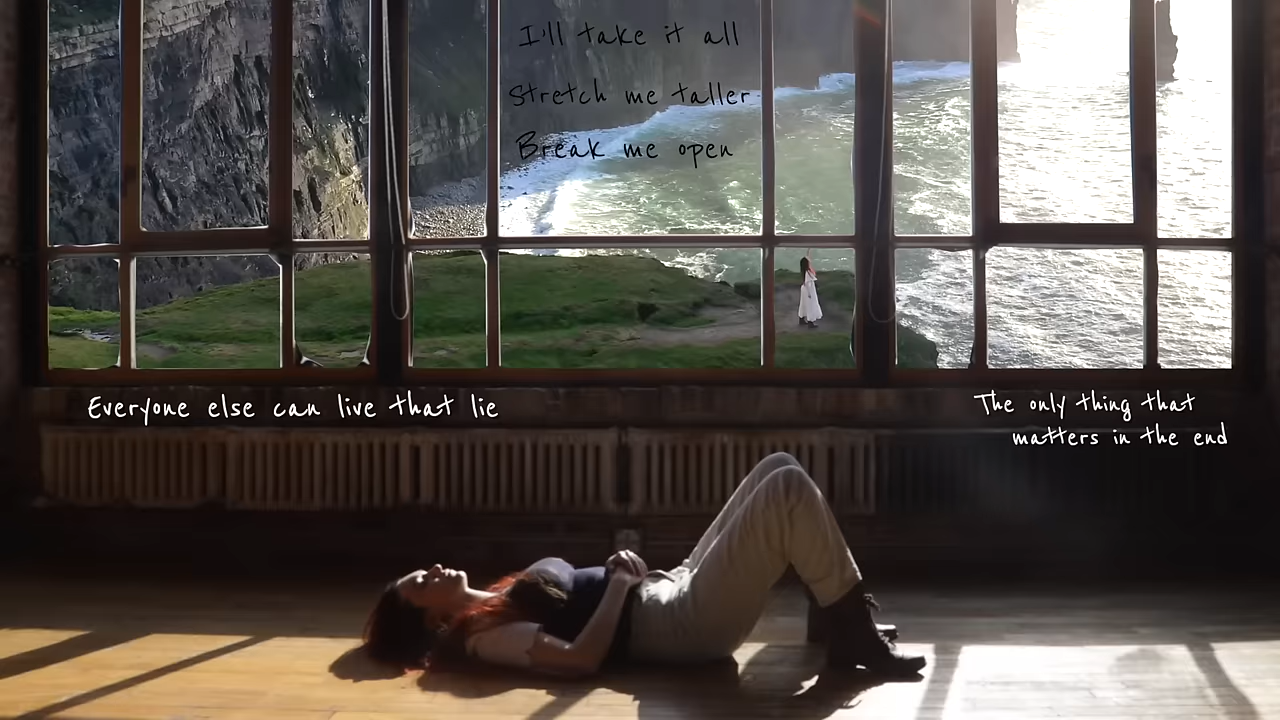 I'll take it all
Stretch me taller
Break me open
Everyone else can live that lie
The only thing that
matters in the end